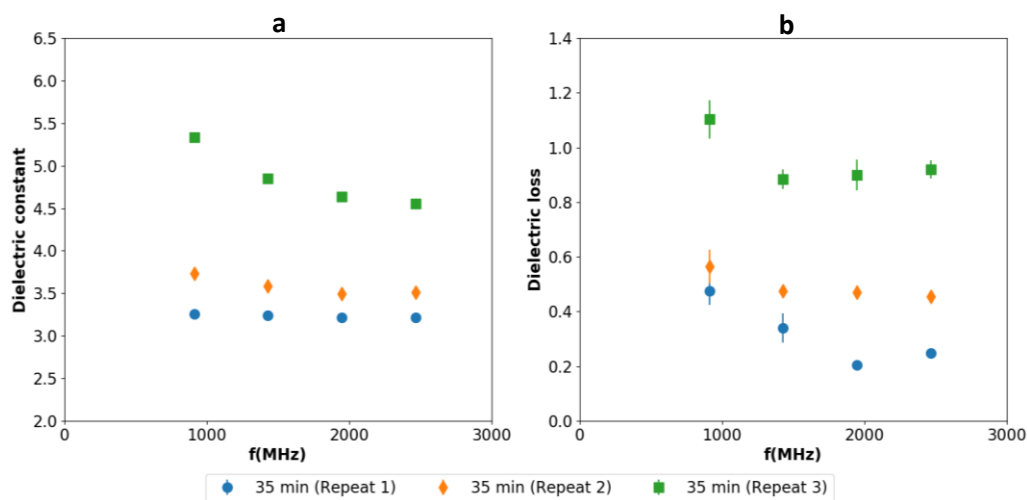 a
6.5
6.0
5.5
5.0
4.5
4.0
3.5
3.0
2.5
2.0
Dielectric constant
0 1000 2000 3000
f(MHz)
b
1.4
1.2
1.0
0.8
0.6
0.4
0.2
0.0
Dielectric loss
0 1000 2000 3000
f(MHz)
35 min (Repeat 1) 35 min (Repeat 2) 35 min (Repeat 3)